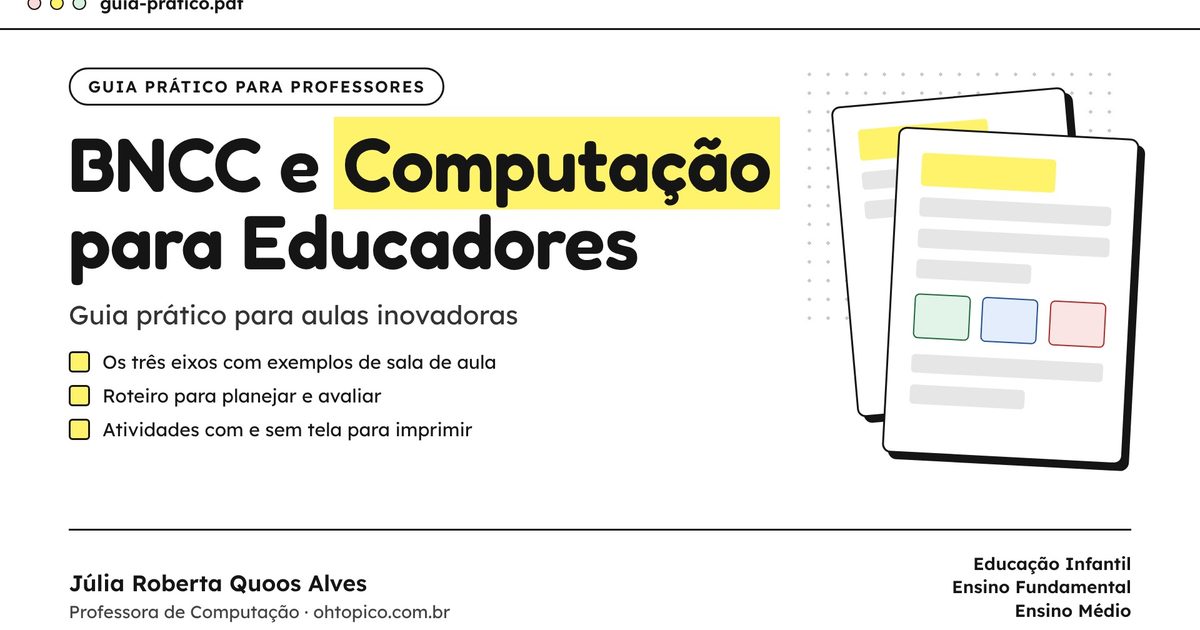 guia-pratico.pdf
GUIA PRÁTICO PARA PROFESSORES
BNCC e Computação
para Educadores
Guia prático para aulas inovadoras
Os três eixos com exemplos de sala de aula
Roteiro para planejar e avaliar
Atividades com e sem tela para imprimir
Júlia Roberta Quoos Alves
Professora de Computação · ohtopico.com.br
Educação Infantil
Ensino Fundamental
Ensino Médio